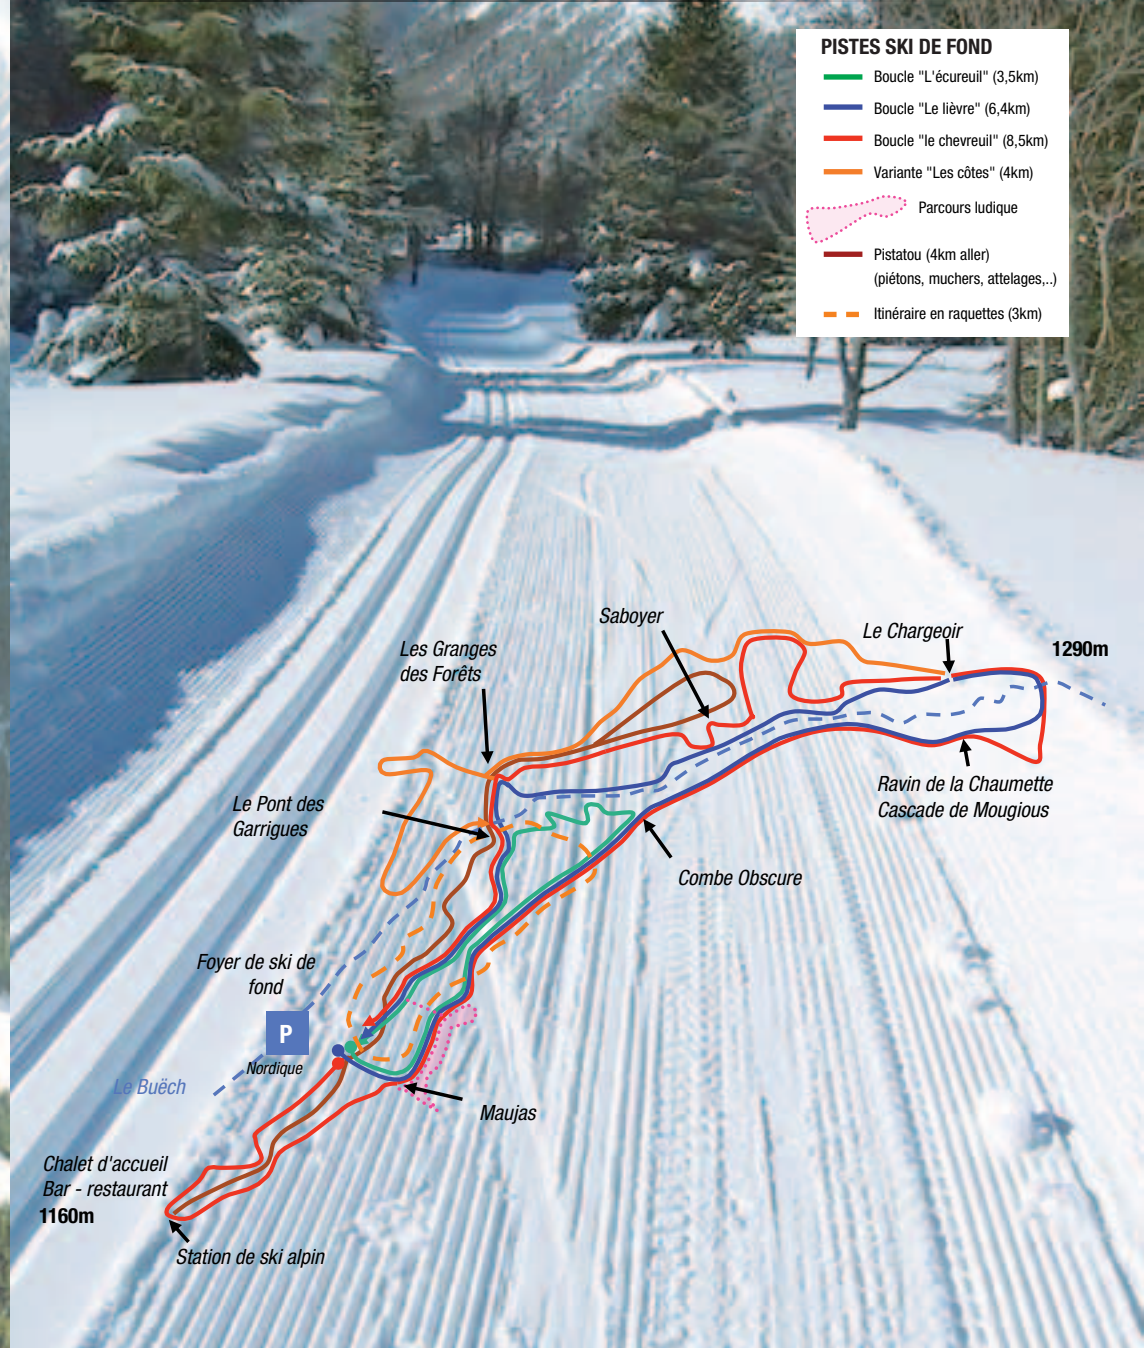 PISTES SKI DE FOND
Boucle "L'écureuil" (3,5km)
Boucle "Le lièvre" (6,4km)
Boucle "le chevreuil" (8,5km)
Variante "Les côtes" (4km)
Parcours ludique
Pistatou (4km aller)
(piétons, muchers, attelages,..)
Itinéraire en raquettes (3km)
Saboyer
Le Chargeoir
1290m
Les Granges
des Forêts
Ravin de la Chaumette
Cascade de Mougious
Le Pont des
Garrigues
Combe Obscure
Foyer de ski de
fond
P
Nordique
Le Buëch
Maujas
Chalet d'accueil
Bar - restaurant
1160m
Station de ski alpin